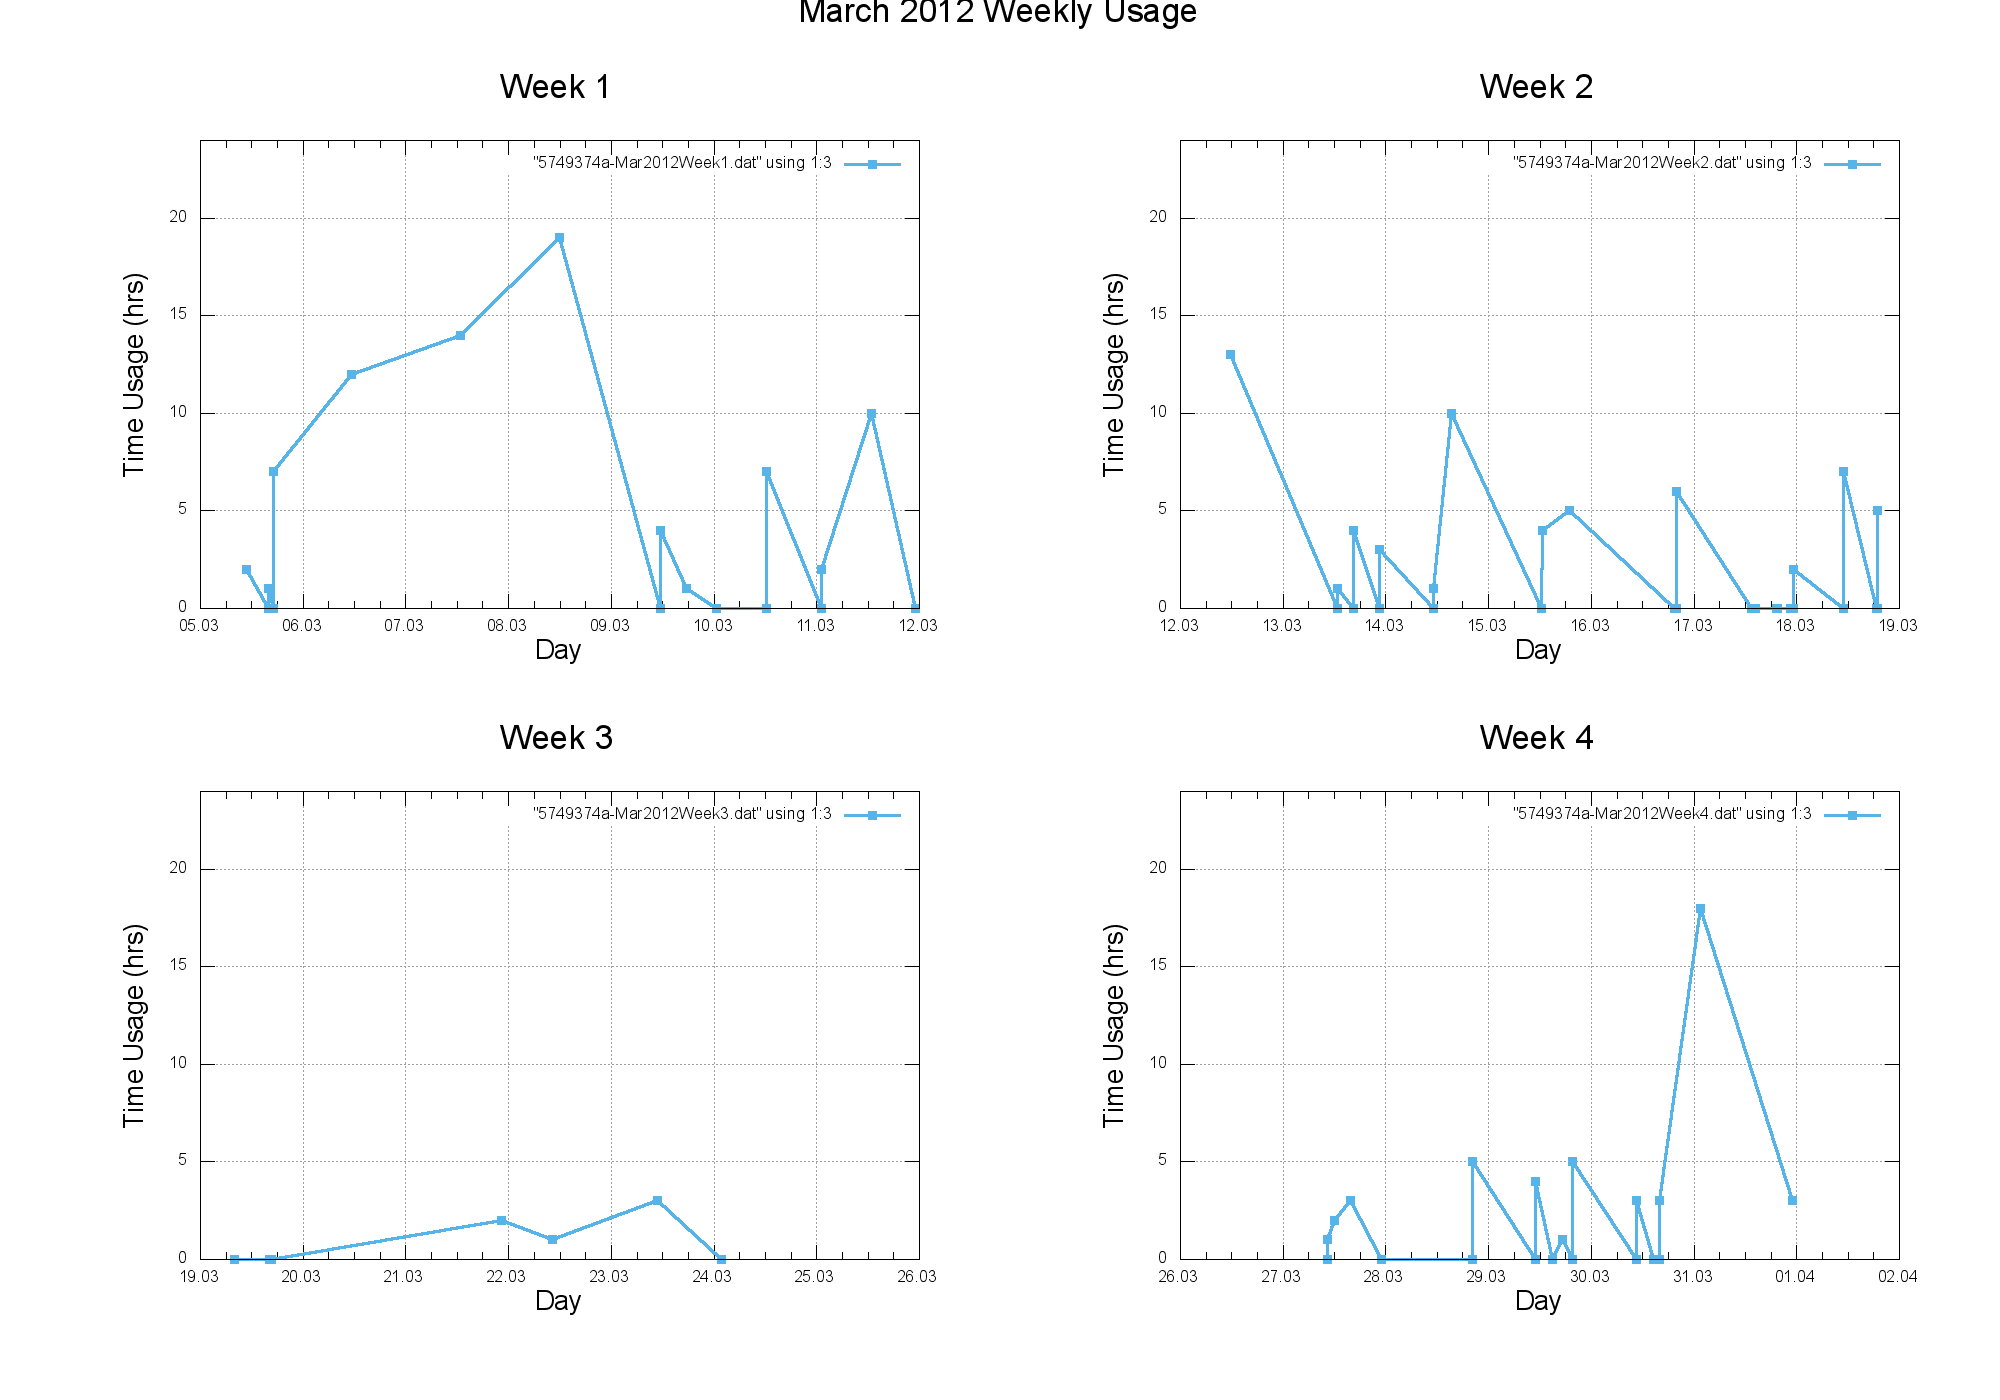 March 2012 Weekly Usage
Week 1
"5749374a-Mar2012Week1.dat" using 1:3
Time Usage (hrs)
20
15
10
5
0
05.03 06.03 07.03 08.03 09.03 10.03 11.03 12.03
Day
Week 2
"5749374a-Mar2012Week2.dat" using 1:3
Time Usage (hrs)
20
15
10
5
0
12.03 13.03 14.03 15.03 16.03 17.03 18.03 19.03
Day
Week 3
"5749374a-Mar2012Week3.dat" using 1:3
Time Usage (hrs)
20
15
10
5
0
19.03 20.03 21.03 22.03 23.03 24.03 25.03 26.03
Day
Week 4
"5749374a-Mar2012Week4.dat" using 1:3
Time Usage (hrs)
20
15
10
5
0
26.03 27.03 28.03 29.03 30.03 31.03 01.04 02.04
Day